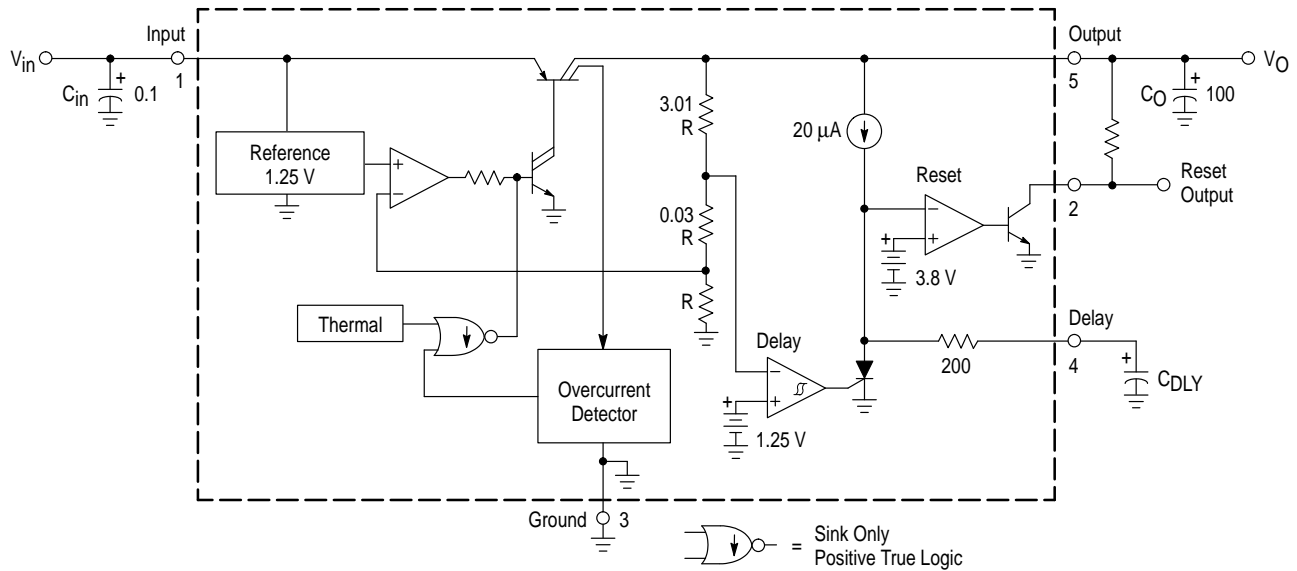 Input
Output
Vin
1
5
VO
Cin
+
0.1
CO
+
100
3.01
R
20 μA
Reference
1.25 V
+
−
Reset
−
+
3.8 V
+
2
Reset
Output
0.03
R
R
Thermal
Delay
−
+
1.25 V
+
200
Delay
4
+
CDLY
Overcurrent
Detector
Ground
3
=
Sink Only
Positive True Logic